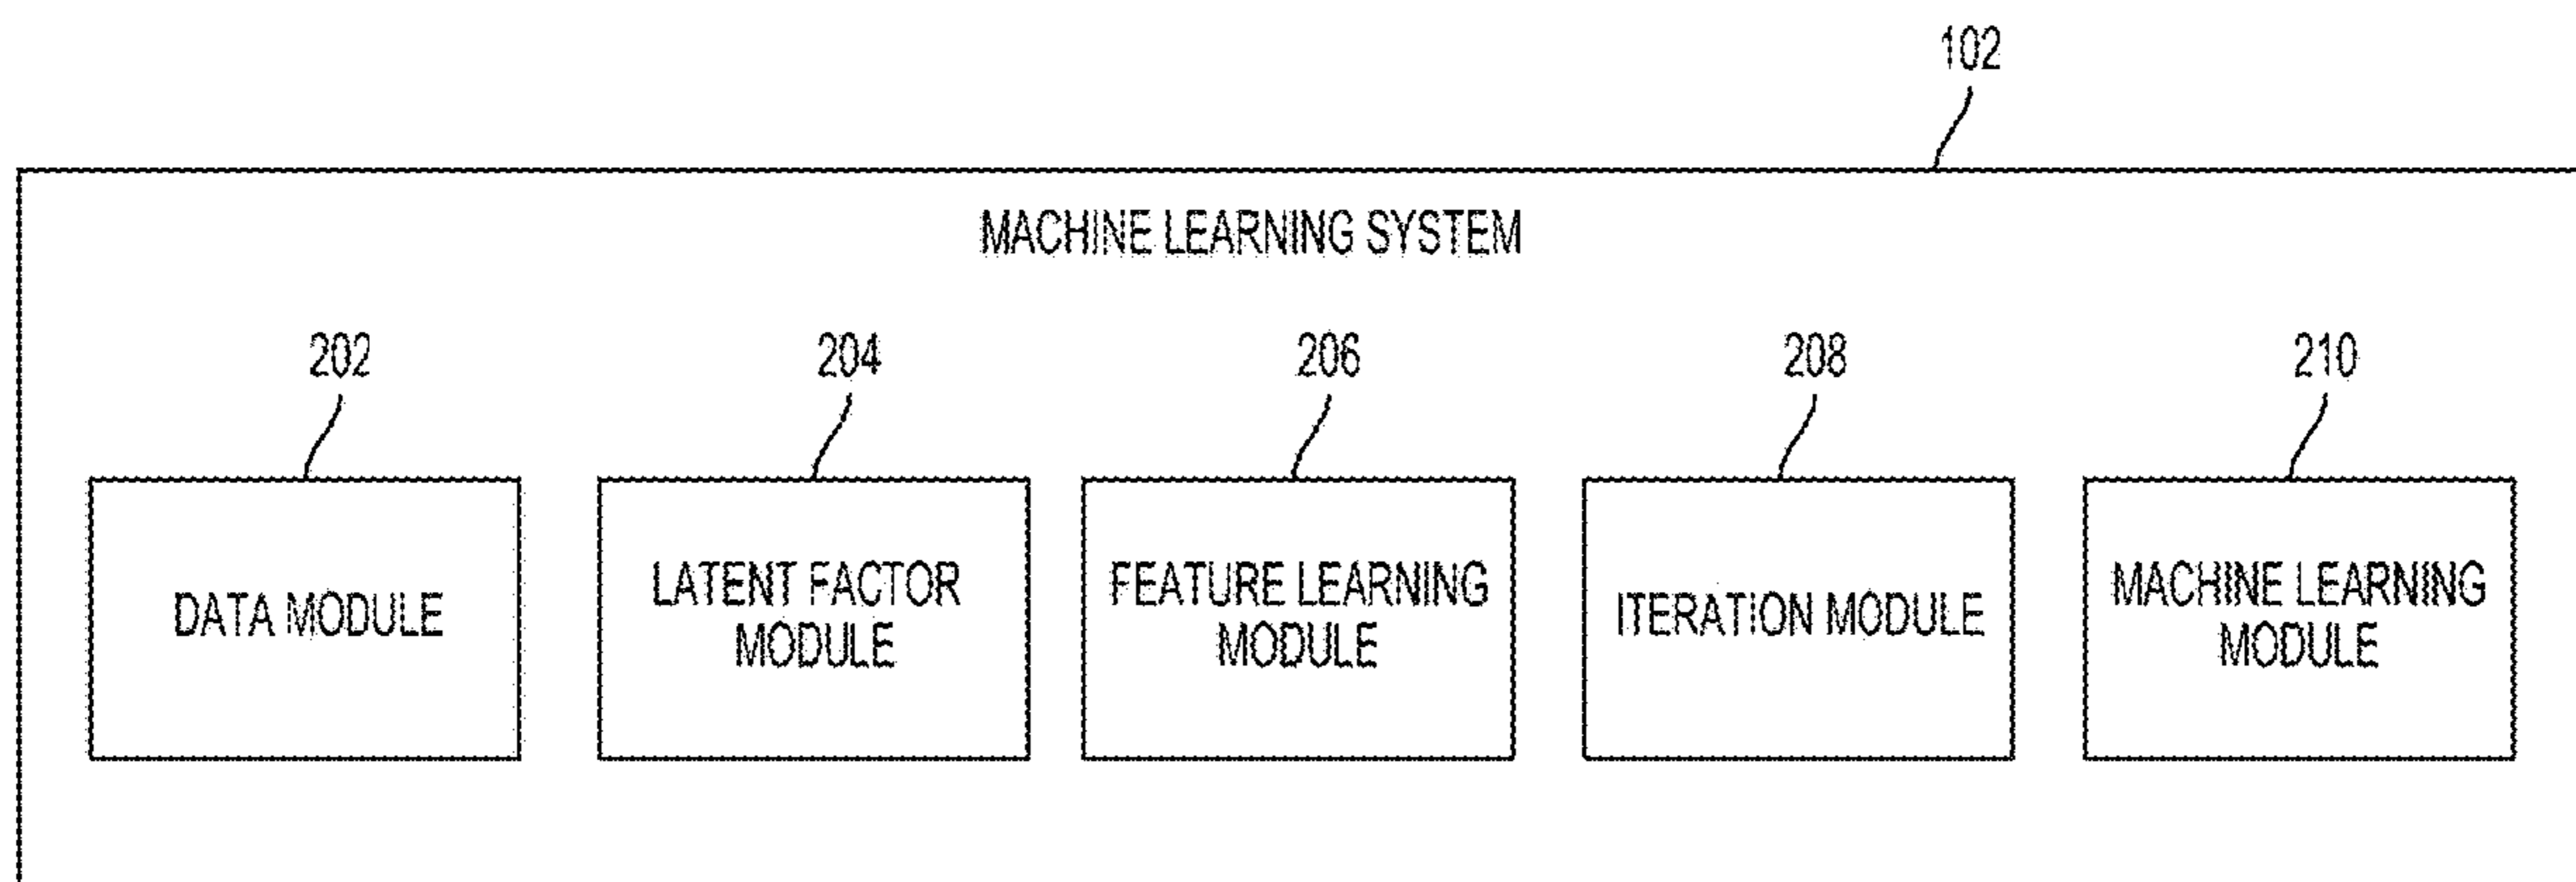 102
MACHINE LEARNING SYSTEM
202
204
206
208
210
DATA MODULE
LATENT FACTOR
MODULE
FEATURE LEARNING
MODULE
ITERATION MODULE
MACHINE LEARNING
MODULE